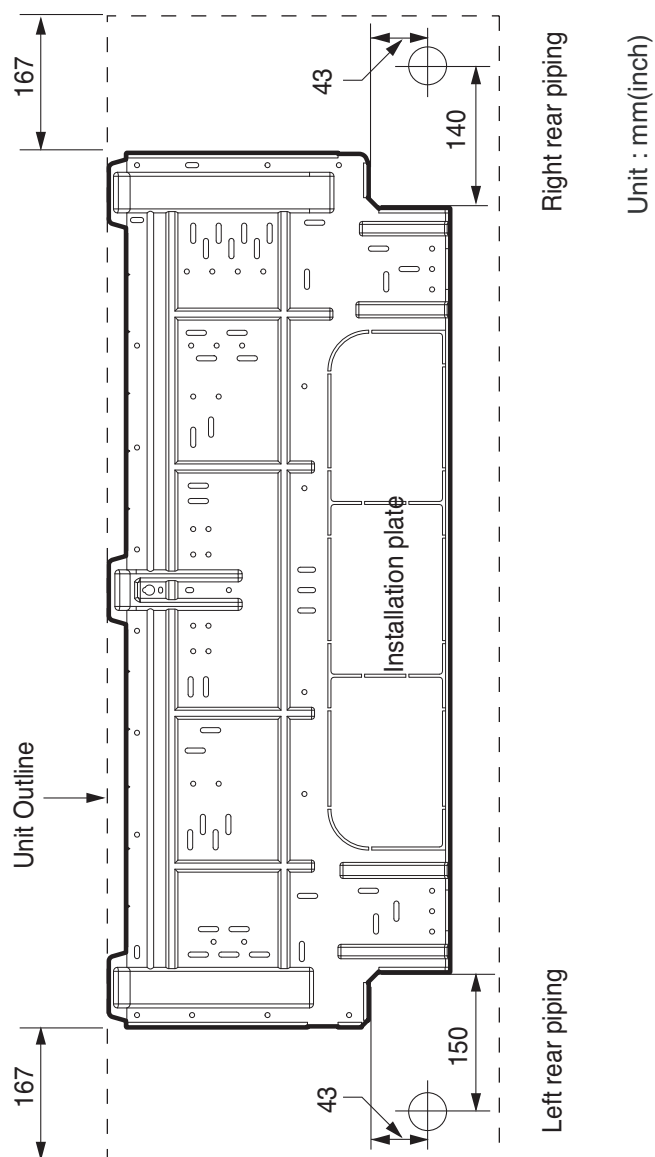 Unit Outline
167
167
Installation plate
43
43
150
140
Left rear piping
Right rear piping
Unit : mm(inch)